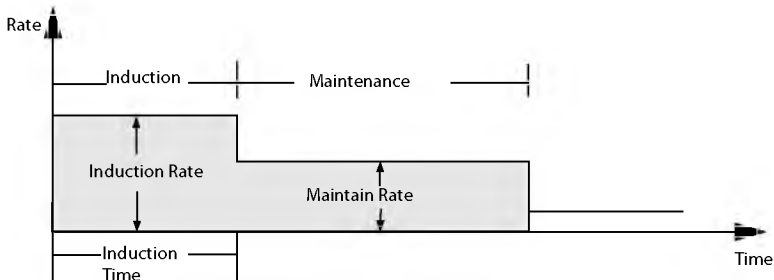 Rate
Induction
Maintenance
Induction Rate
Maintain Rate
Induction
Time
Time